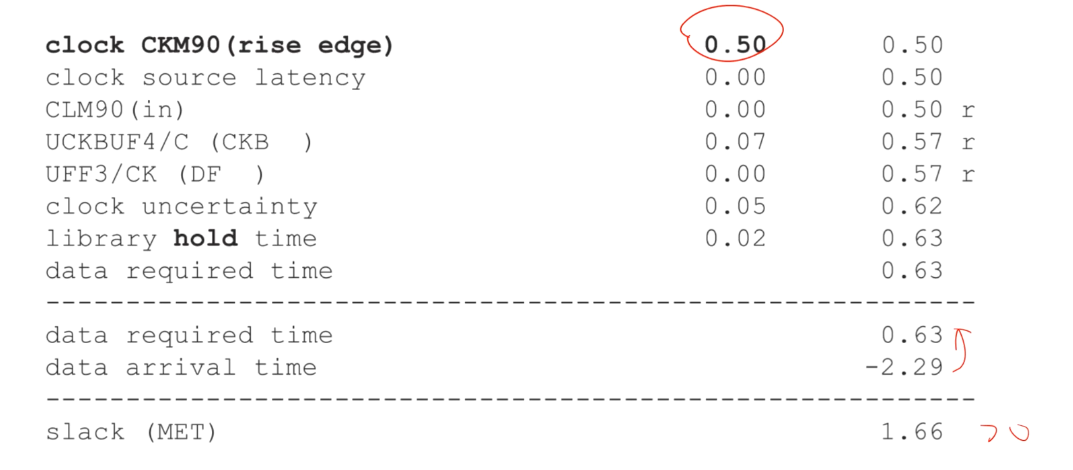 clock CKM90(rise edge) 0.50 0.50
clock source latency 0.00 0.50
CLM90(in) 0.00 0.50 r
UCKBUF4/C (CKB  ) 0.07 0.57 r
UFF3/CK (DF  ) 0.00 0.57 r
clock uncertainty 0.05 0.62
library hold time 0.02 0.63
data required time 0.63
----------------------------------------------------------
data required time 0.63
data arrival time -2.29
----------------------------------------------------------
slack (MET) 1.66 >0